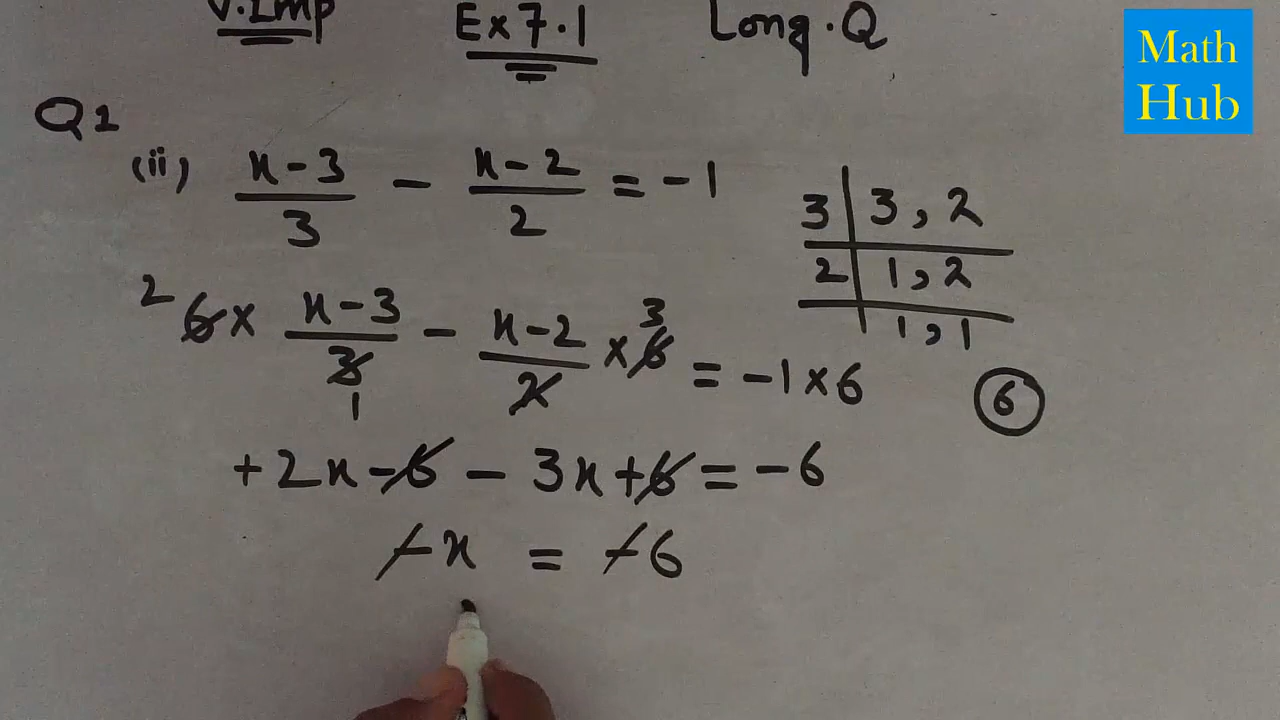 V.Imp Ex 7.1 Long.Q
Math
Hub
Q1
(ii) x-3/3 - x-2/2 = -1
3 | 3, 2
2 | 1, 2
1, 1
2 6 × x-3/3 1 - x-2/2 × 6 3 = -1×6
6
+2x-6 - 3x+6 = -6
-x = -6